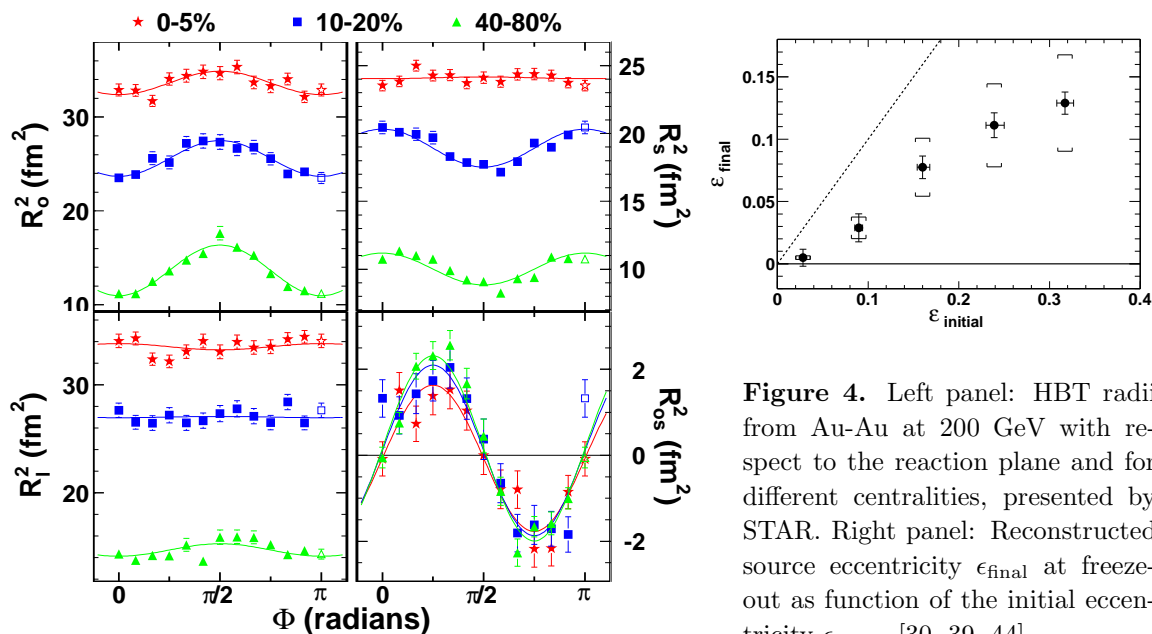 0-5% 10-20% 40-80%
R_o^2 (fm^2)
30
20
10
25
20
15
10
R_s^2 (fm^2)
R_l^2 (fm^2)
30
20
2
0
-2
R_os^2 (fm^2)
0 π/2 π 0 π/2 π
Φ (radians)
ε_final
0.15
0.1
0.05
0
0 0.1 0.2 0.3 0.4
ε_initial
Figure 4. Left panel: HBT radii
from Au-Au at 200 GeV with re-
spect to the reaction plane and for
different centralities, presented by
STAR. Right panel: Reconstructed
source eccentricity ϵ_final at freeze-
out as function of the initial eccen-